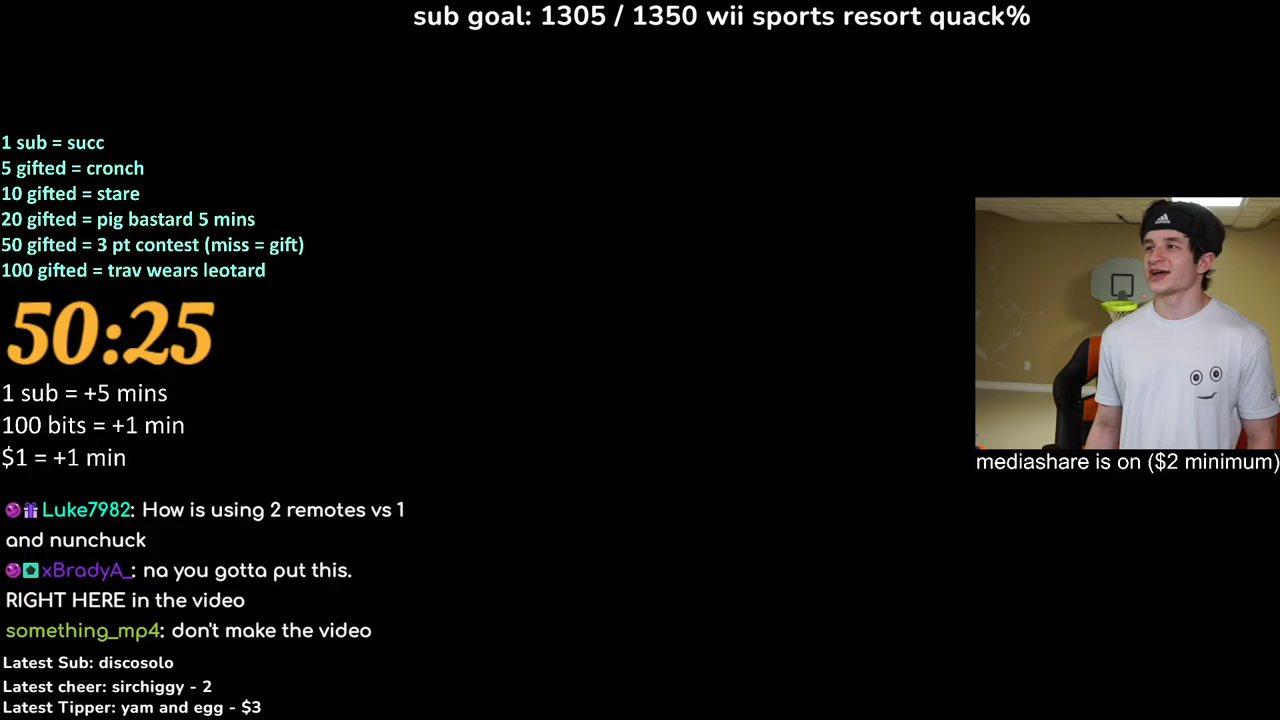 sub goal: 1305 / 1350 wii sports resort quack%
1 sub = succ
5 gifted = cronch
10 gifted = stare
20 gifted = pig bastard 5 mins
50 gifted = 3 pt contest (miss = gift)
100 gifted = trav wears leotard
50:25
1 sub = +5 mins
100 bits = +1 min
$1 = +1 min
mediashare is on ($2 minimum)
Luke7982: How is using 2 remotes vs 1
and nunchuck
xBradyA_: na you gotta put this.
RIGHT HERE in the video
something_mp4: don't make the video
Latest Sub: discosolo
Latest cheer: sirchiggy - 2
Latest Tipper: yam and egg - $3